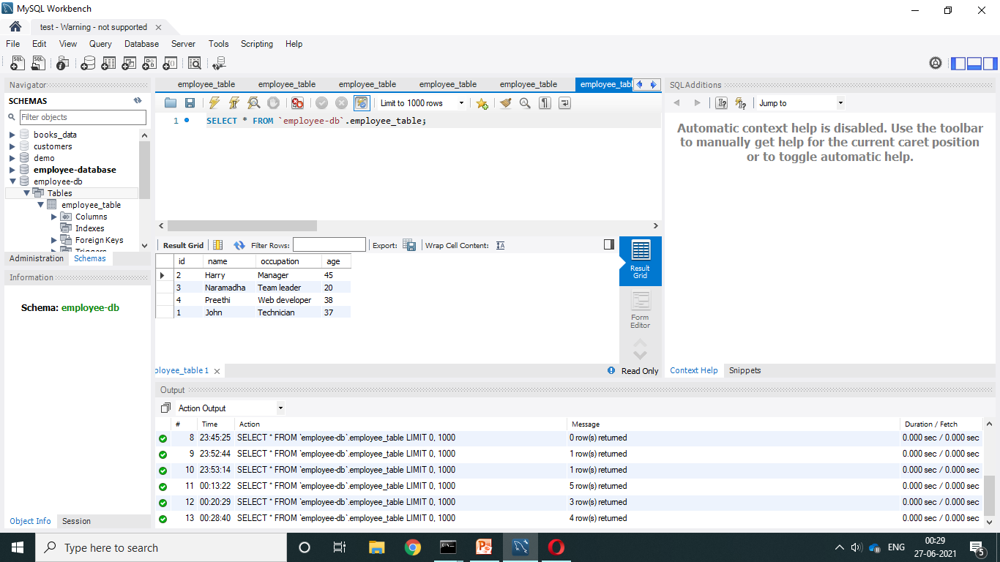 MySQL Workbench
test - Warning - not supported
File Edit View Query Database Server Tools Scripting Help
Navigator
SCHEMAS
Filter objects
books_data
customers
demo
employee-database
employee-db
Tables
employee_table
Columns
Indexes
Foreign Keys
Triggers
Administration Schemas
Information
Schema: employee-db
Object Info Session
employee_table employee_table employee_table employee_table employee_table employee_tabl
Limit to 1000 rows
1 SELECT * FROM `employee-db`.employee_table;
Result Grid Filter Rows: Export: Wrap Cell Content:
id name occupation age
2 Harry Manager 45
3 Naramadha Team leader 20
4 Preethi Web developer 38
1 John Technician 37
Result
Grid
Form
Editor
ployee_table 1 Read Only
SQLAdditions
Jump to
Automatic context help is disabled. Use the toolbar
to manually get help for the current caret position
or to toggle automatic help.
Context Help Snippets
Output
Action Output
# Time Action Message Duration / Fetch
8 23:45:25 SELECT * FROM `employee-db`.employee_table LIMIT 0, 1000 0 row(s) returned 0.000 sec / 0.000 sec
9 23:52:44 SELECT * FROM `employee-db`.employee_table LIMIT 0, 1000 1 row(s) returned 0.000 sec / 0.000 sec
10 23:53:14 SELECT * FROM `employee-db`.employee_table LIMIT 0, 1000 1 row(s) returned 0.000 sec / 0.000 sec
11 00:13:22 SELECT * FROM `employee-db`.employee_table LIMIT 0, 1000 5 row(s) returned 0.000 sec / 0.000 sec
12 00:20:29 SELECT * FROM `employee-db`.employee_table LIMIT 0, 1000 3 row(s) returned 0.000 sec / 0.000 sec
13 00:28:40 SELECT * FROM `employee-db`.employee_table LIMIT 0, 1000 4 row(s) returned 0.000 sec / 0.000 sec
Type here to search
ENG
00:29
27-06-2021
5